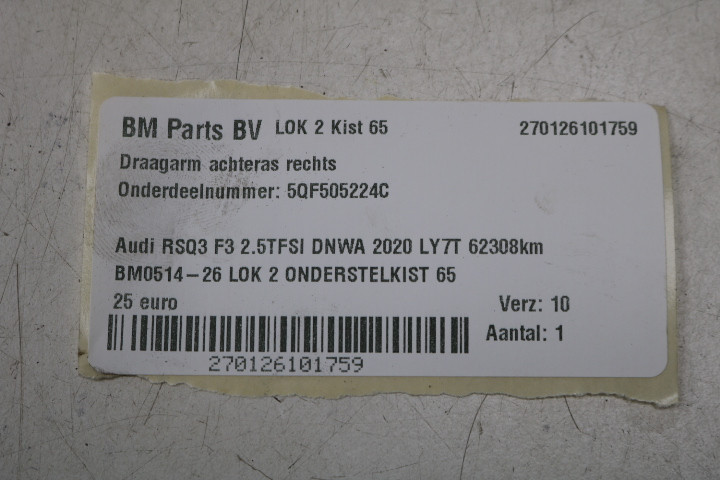 BM Parts BV LOK 2 Kist 65 270126101759
Draagarm achteras rechts
Onderdeelnummer: 5QF505224C
Audi RSQ3 F3 2.5TFSI DNWA 2020 LY7T 62308km
BM0514-26 LOK 2 ONDERSTELKIST 65
25 euro Verz: 10
Aantal: 1
270126101759